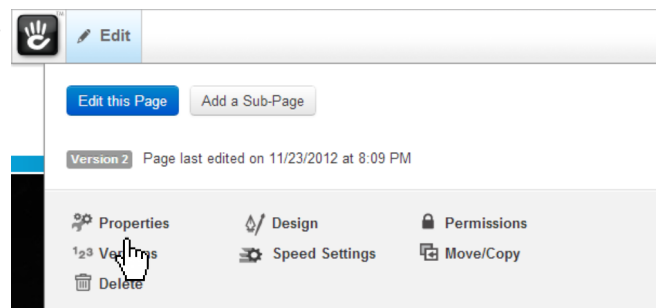 Edit
Edit this Page Add a Sub-Page
Version 2 Page last edited on 11/23/2012 at 8:09 PM
Properties Design Permissions
123 Speed Settings Move/Copy
Delete